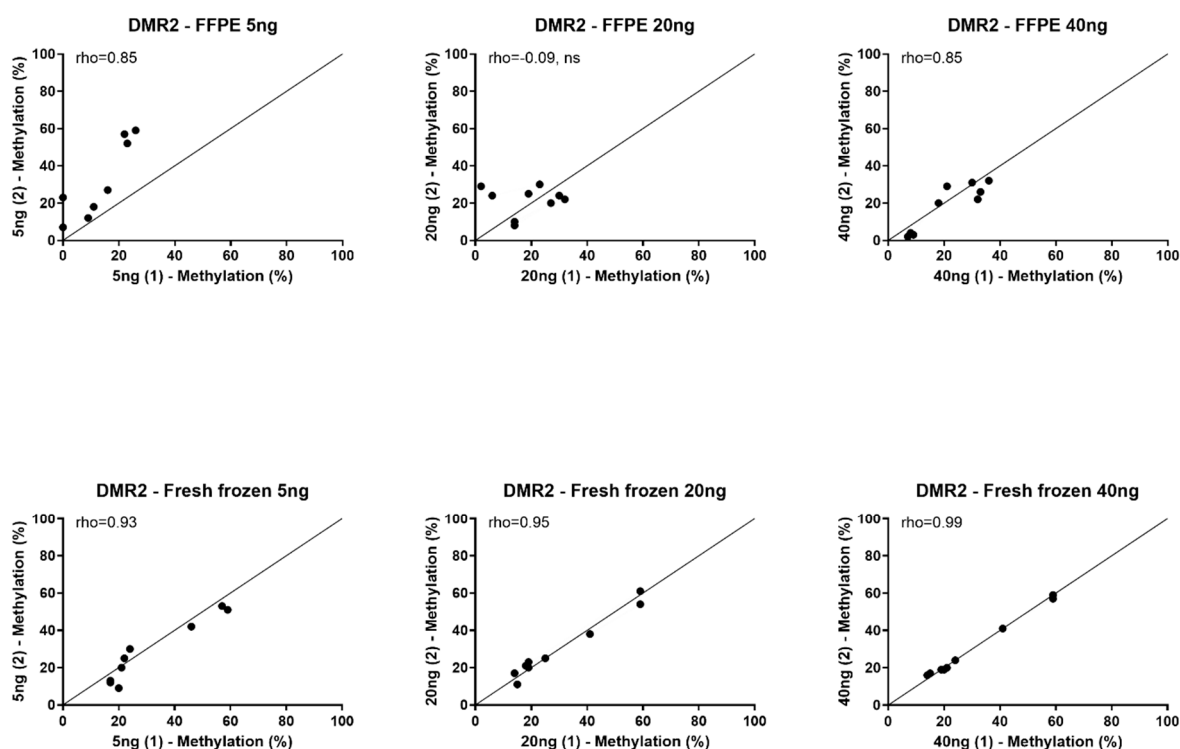 DMR2 - FFPE 5ng
rho=0.85
5ng (2) - Methylation (%)
100
80
60
40
20
0
0 20 40 60 80 100
5ng (1) - Methylation (%)
DMR2 - FFPE 20ng
rho=-0.09, ns
20ng (2) - Methylation (%)
100
80
60
40
20
0
0 20 40 60 80 100
20ng (1) - Methylation (%)
DMR2 - FFPE 40ng
rho=0.85
40ng (2) - Methylation (%)
100
80
60
40
20
0
0 20 40 60 80 100
40ng (1) - Methylation (%)
DMR2 - Fresh frozen 5ng
rho=0.93
5ng (2) - Methylation (%)
100
80
60
40
20
0
0 20 40 60 80 100
5ng (1) - Methylation (%)
DMR2 - Fresh frozen 20ng
rho=0.95
20ng (2) - Methylation (%)
100
80
60
40
20
0
0 20 40 60 80 100
20ng (1) - Methylation (%)
DMR2 - Fresh frozen 40ng
rho=0.99
40ng (2) - Methylation (%)
100
80
60
40
20
0
0 20 40 60 80 100
40ng (1) - Methylation (%)